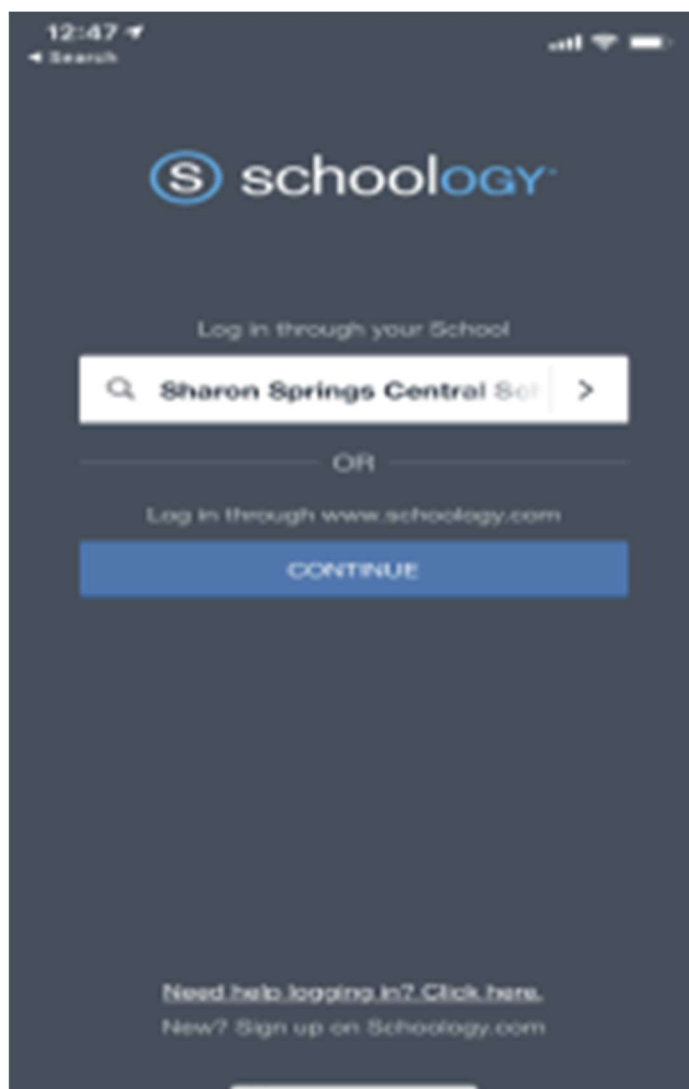 12:47
Search
S schoology
Log in through your School
Sharon Springs Central Sch
OR
Log in through www.schoology.com
CONTINUE
Need help logging in? Click here.
New? Sign up on Schoology.com